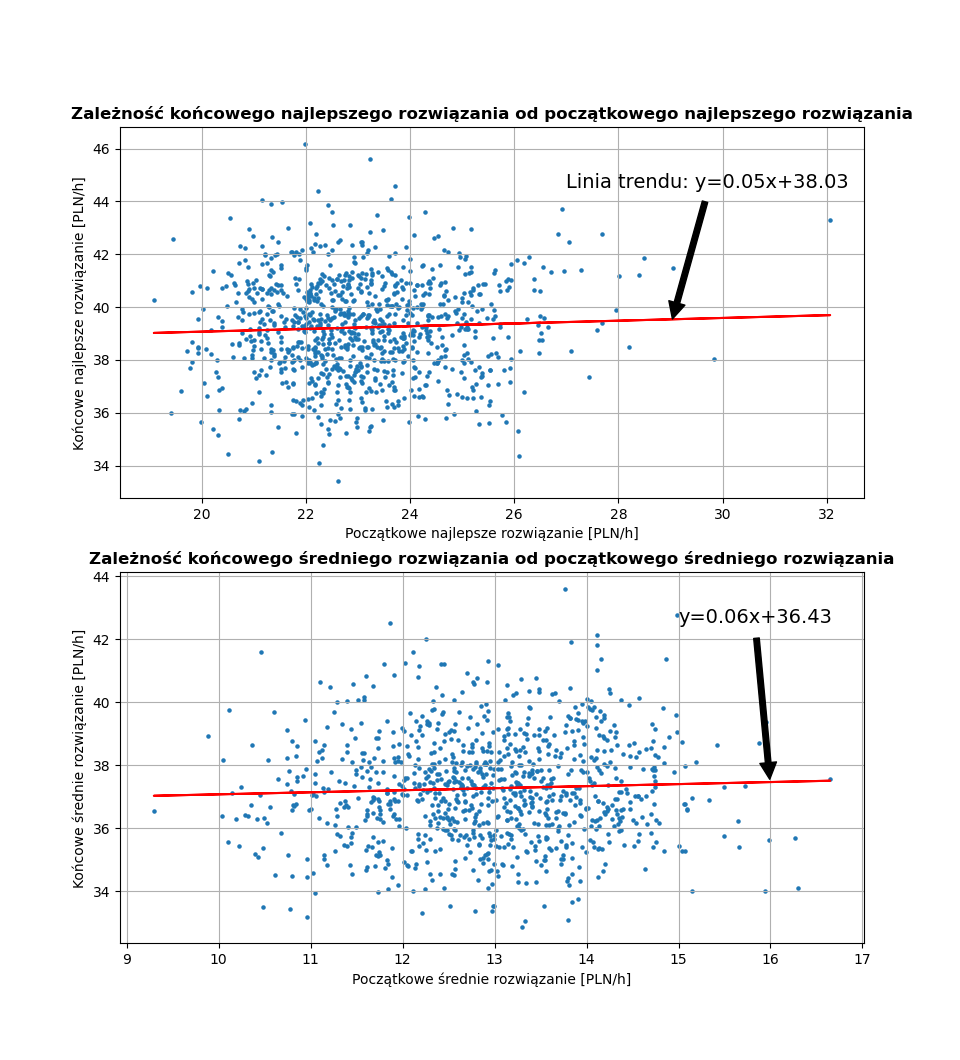 Zależność końcowego najlepszego rozwiązania od początkowego najlepszego rozwiązania
46
44
42
40
38
36
34
Końcowe najlepsze rozwiązanie [PLN/h]
Linia trendu: y=0.05x+38.03
20 22 24 26 28 30 32
Początkowe najlepsze rozwiązanie [PLN/h]
Zależność końcowego średniego rozwiązania od początkowego średniego rozwiązania
44
42
40
38
36
34
Końcowe średnie rozwiązanie [PLN/h]
y=0.06x+36.43
9 10 11 12 13 14 15 16 17
Początkowe średnie rozwiązanie [PLN/h]